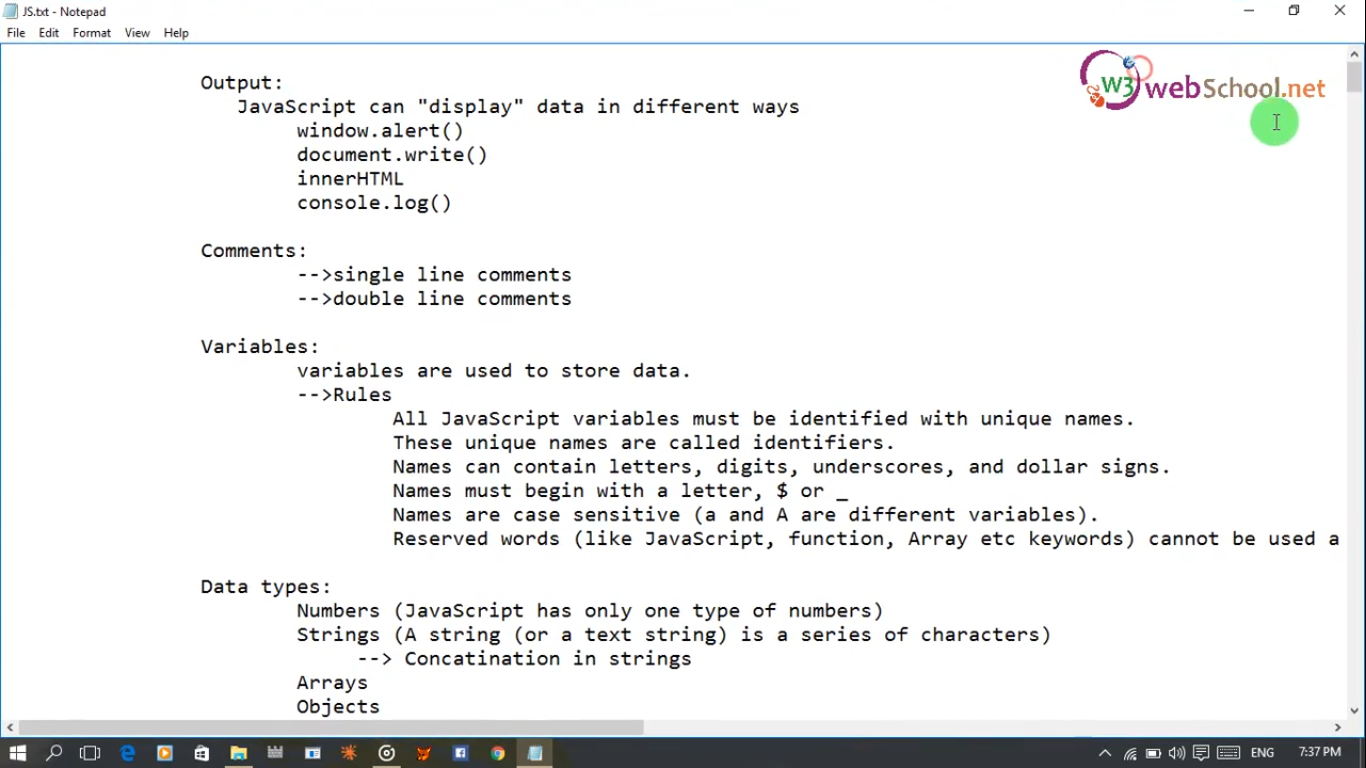 JS.txt - Notepad
File Edit Format View Help
W3 webSchool.net
Output:
JavaScript can "display" data in different ways
window.alert()
document.write()
innerHTML
console.log()
Comments:
-->single line comments
-->double line comments
Variables:
variables are used to store data.
-->Rules
All JavaScript variables must be identified with unique names.
These unique names are called identifiers.
Names can contain letters, digits, underscores, and dollar signs.
Names must begin with a letter, $ or _
Names are case sensitive (a and A are different variables).
Reserved words (like JavaScript, function, Array etc keywords) cannot be used a
Data types:
Numbers (JavaScript has only one type of numbers)
Strings (A string (or a text string) is a series of characters)
--> Concatination in strings
Arrays
Objects
ENG 7:37 PM